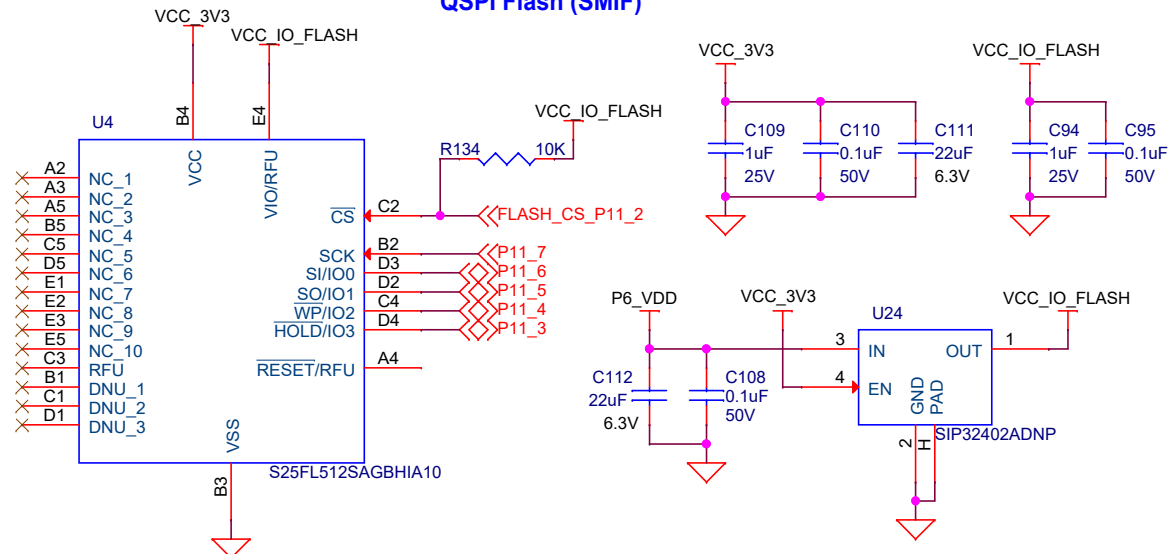 QSPI Flash (SMIF)
VCC_3V3
VCC_IO_FLASH
U4
B4
E4
VCC
VIO/RFU
A2 NC_1
A3 NC_2
A5 NC_3
B5 NC_4
C5 NC_5
D5 NC_6
E1 NC_7
E2 NC_8
E3 NC_9
E5 NC_10
C3 RFU
B1 DNU_1
C1 DNU_2
D1 DNU_3
CS C2 FLASH_CS_P11_2
SCK B2 P11_7
SI/IO0 D3 P11_6
SO/IO1 D2 P11_5
WP/IO2 C4 P11_4
HOLD/IO3 D4 P11_3
RESET/RFU A4
VSS
B3
S25FL512SAGBHIA10
VCC_IO_FLASH
R134 10K
VCC_3V3
C109
1uF
25V
C110
0.1uF
50V
C111
22uF
6.3V
VCC_IO_FLASH
C94
1uF
25V
C95
0.1uF
50V
P6_VDD
VCC_3V3
C112
22uF
6.3V
C108
0.1uF
50V
U24
3 IN
4 EN
OUT 1
GND
PAD
2
H
SIP32402ADNP
VCC_IO_FLASH